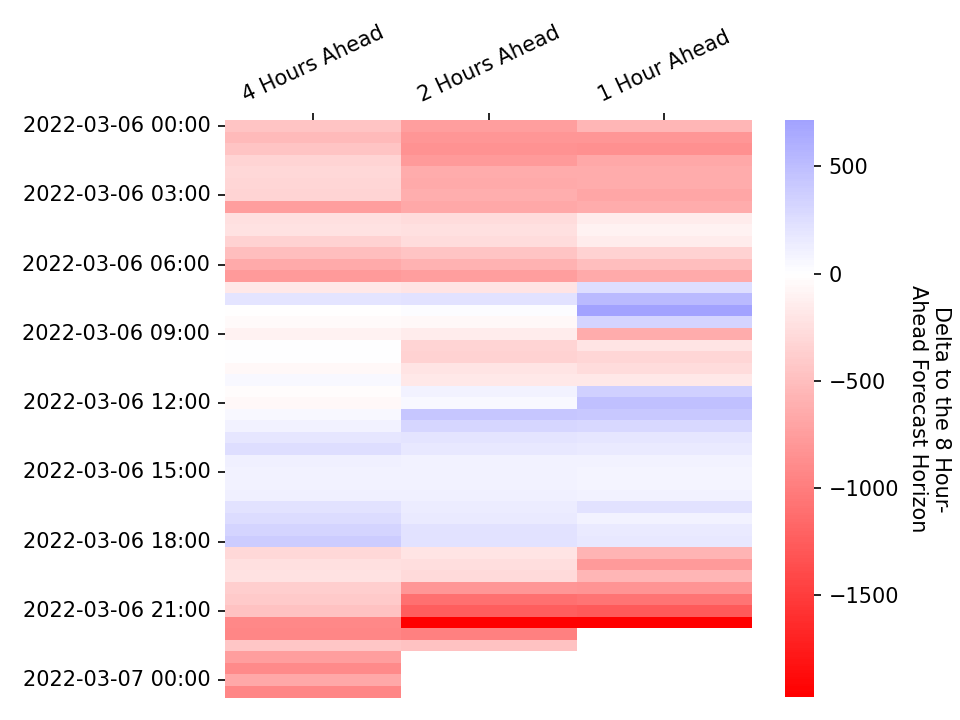 4 Hours Ahead
2 Hours Ahead
1 Hour Ahead
2022-03-06 00:00
2022-03-06 03:00
2022-03-06 06:00
2022-03-06 09:00
2022-03-06 12:00
2022-03-06 15:00
2022-03-06 18:00
2022-03-06 21:00
2022-03-07 00:00
500
0
−500
−1000
−1500
Delta to the 8 Hour-
Ahead Forecast Horizon